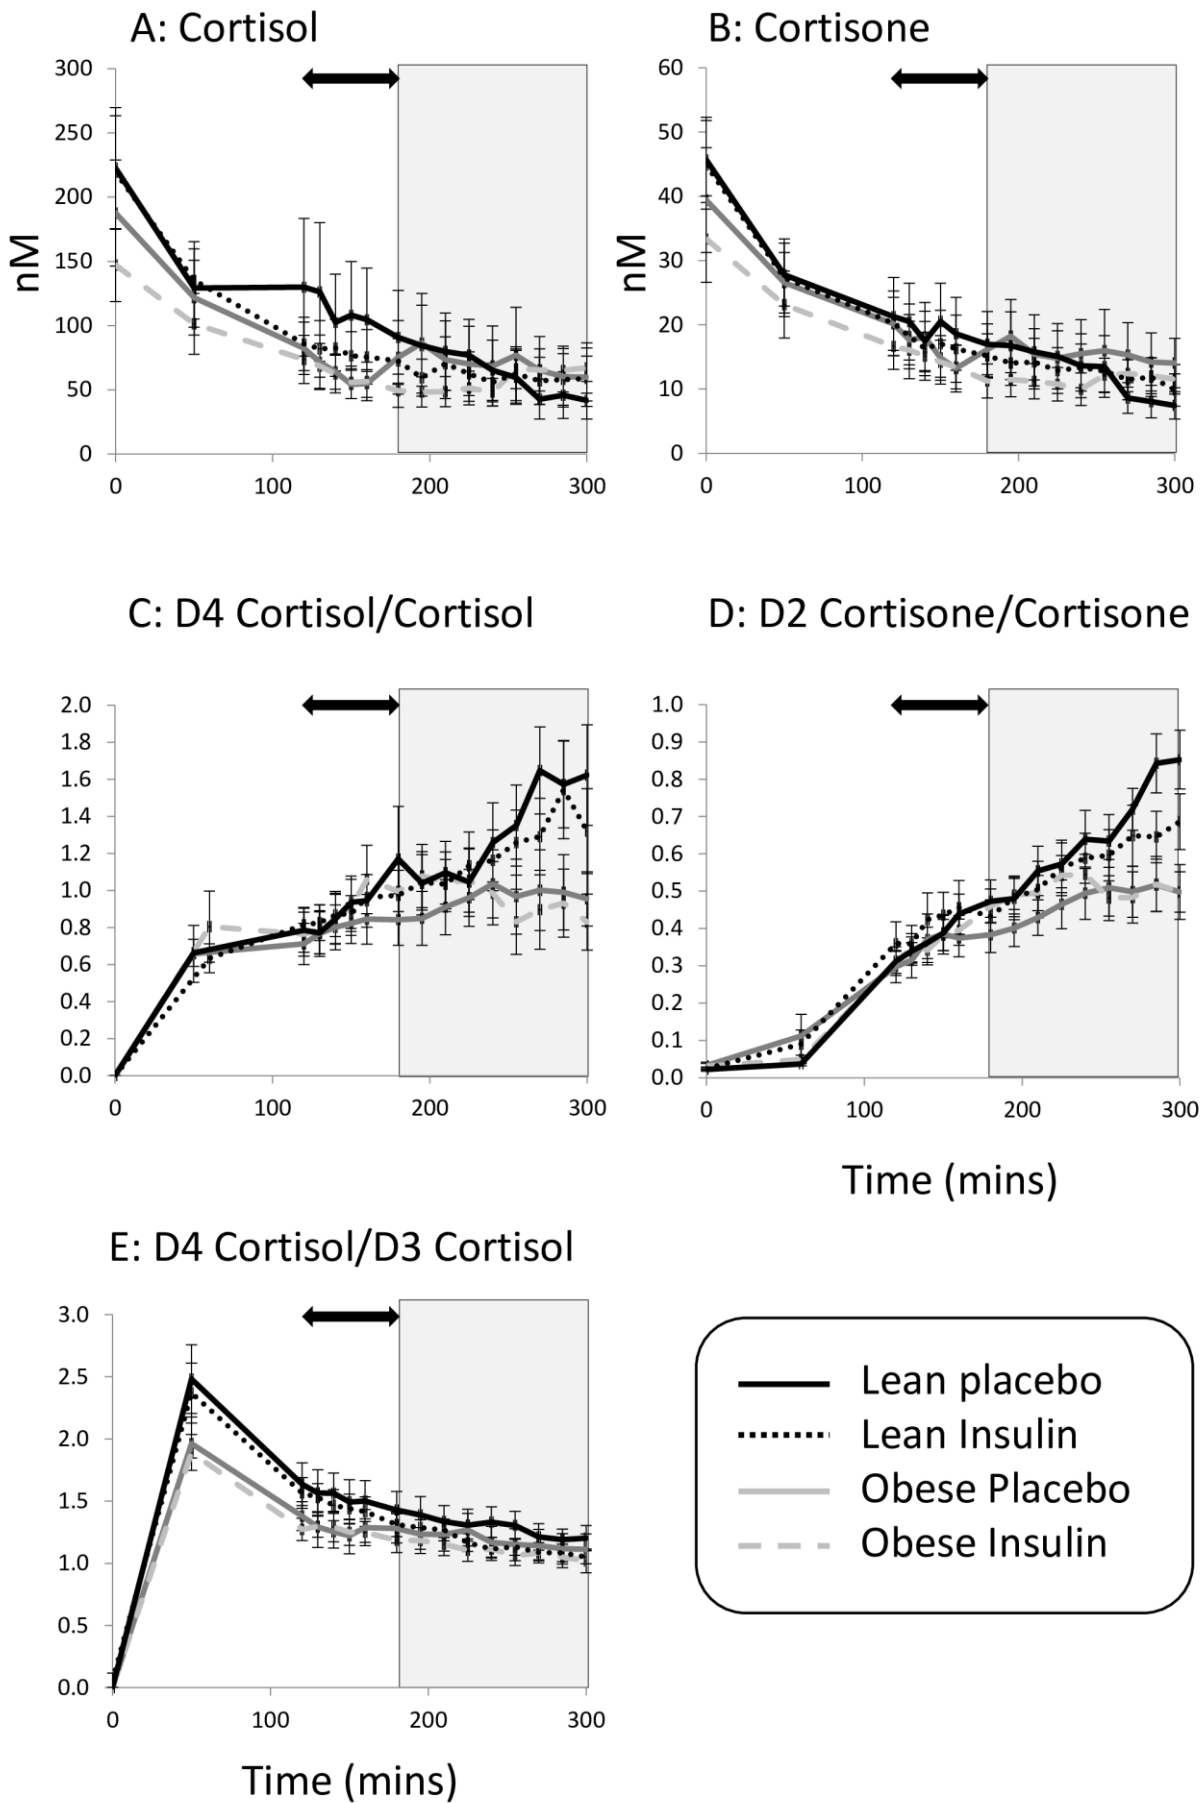 A: Cortisol
B: Cortisone
300
250
200
150
100
50
0
nM
0 100 200 300
60
50
40
30
20
10
0
nM
0 100 200 300
C: D4 Cortisol/Cortisol
D: D2 Cortisone/Cortisone
2.0
1.8
1.6
1.4
1.2
1.0
0.8
0.6
0.4
0.2
0.0
0 100 200 300
1.0
0.9
0.8
0.7
0.6
0.5
0.4
0.3
0.2
0.1
0.0
0 100 200 300
Time (mins)
E: D4 Cortisol/D3 Cortisol
3.0
2.5
2.0
1.5
1.0
0.5
0.0
0 100 200 300
Time (mins)
Lean placebo
Lean Insulin
Obese Placebo
Obese Insulin